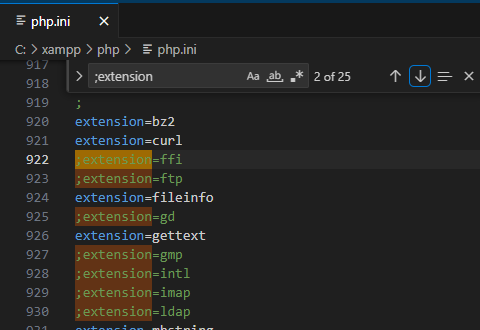 php.ini
C: > xampp > php > php.ini
;extension Aa ab 2 of 25
917
918
919 ;
920 extension=bz2
921 extension=curl
922 ;extension=ffi
923 ;extension=ftp
924 extension=fileinfo
925 ;extension=gd
926 extension=gettext
927 ;extension=gmp
928 ;extension=intl
929 ;extension=imap
930 ;extension=ldap
931 extension=mbstring